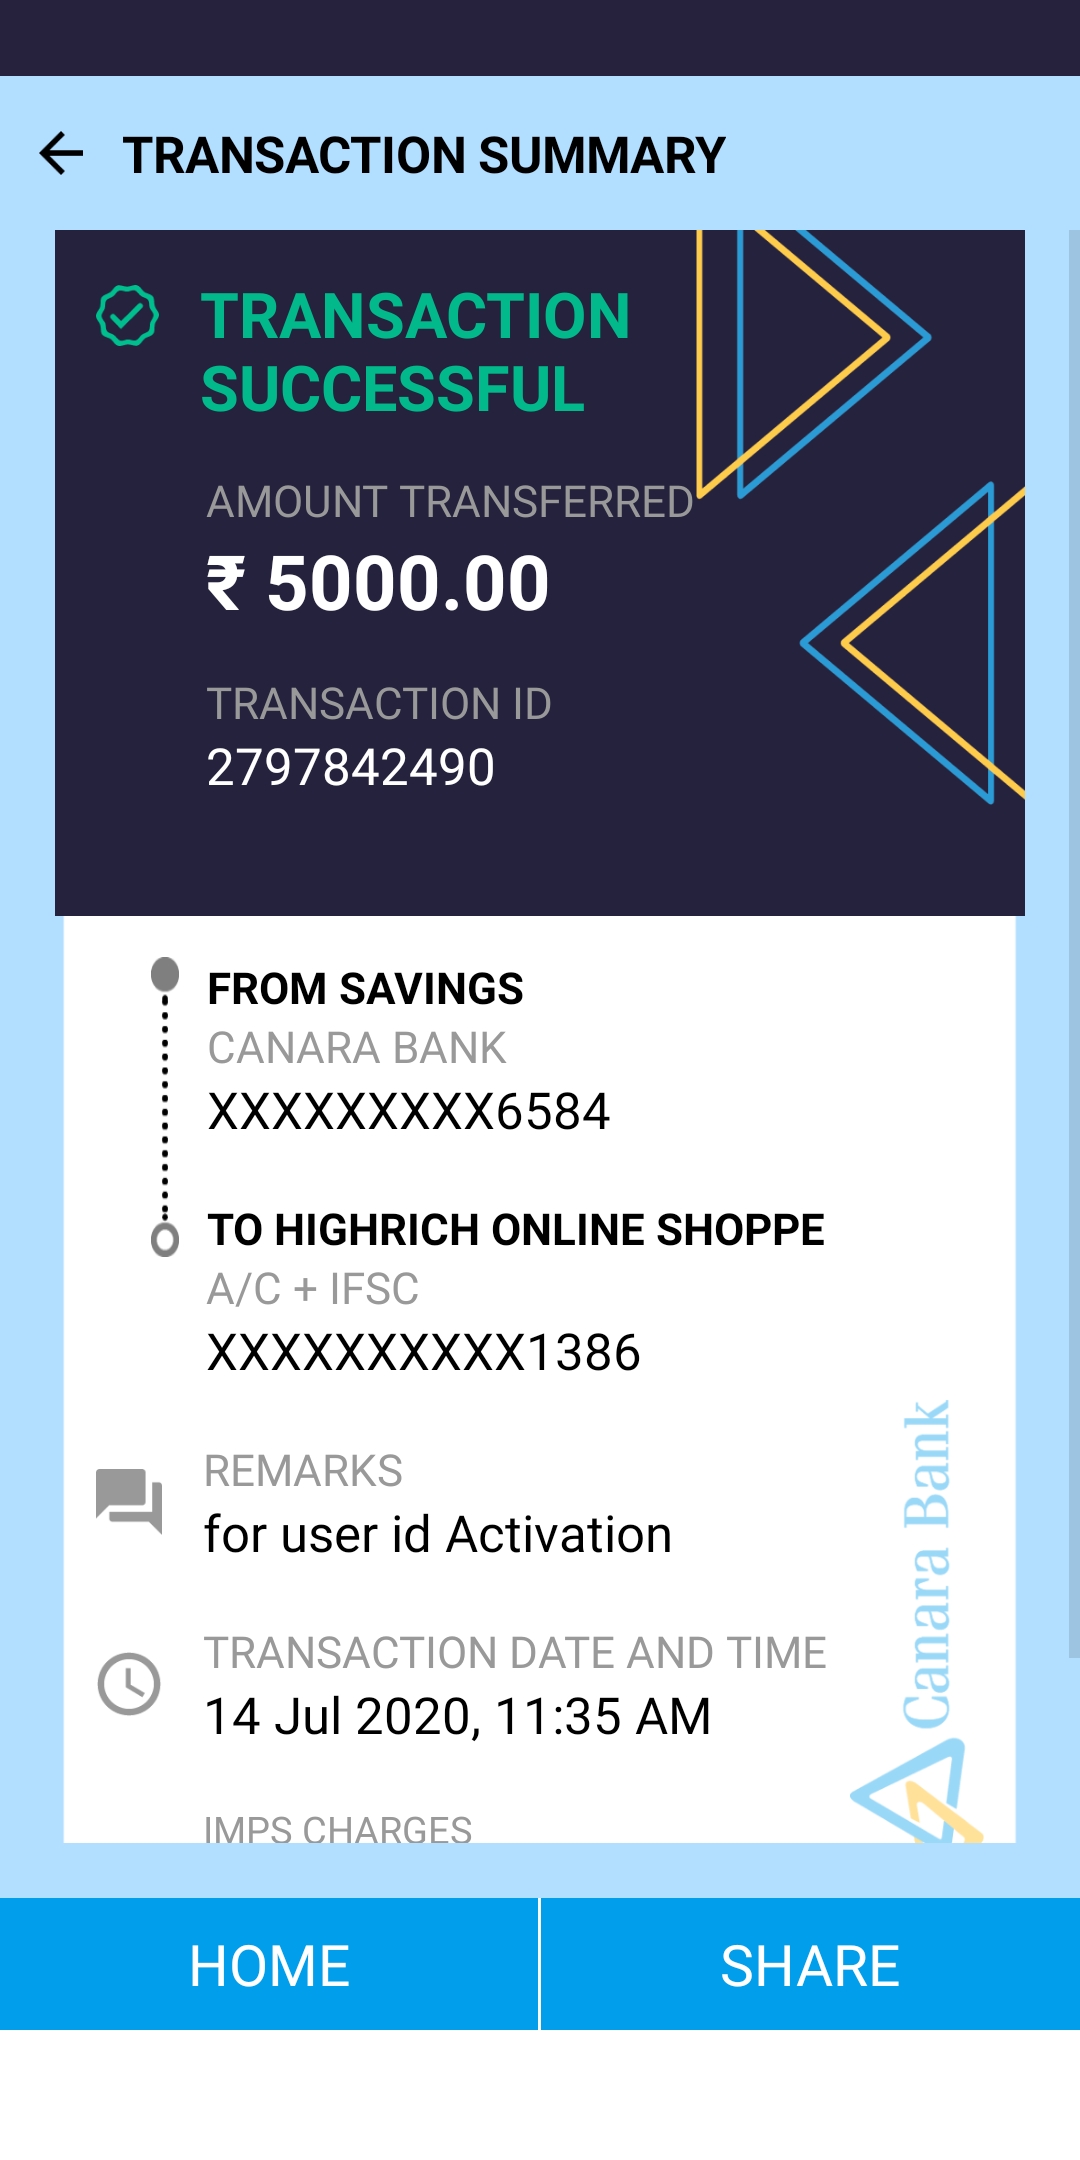 TRANSACTION SUMMARY
TRANSACTION
SUCCESSFUL
AMOUNT TRANSFERRED
₹ 5000.00
TRANSACTION ID
2797842490
FROM SAVINGS
CANARA BANK
XXXXXXXXX6584
TO HIGHRICH ONLINE SHOPPE
A/C + IFSC
XXXXXXXXXX1386
REMARKS
for user id Activation
TRANSACTION DATE AND TIME
14 Jul 2020, 11:35 AM
IMPS CHARGES
Canara Bank
HOME
SHARE